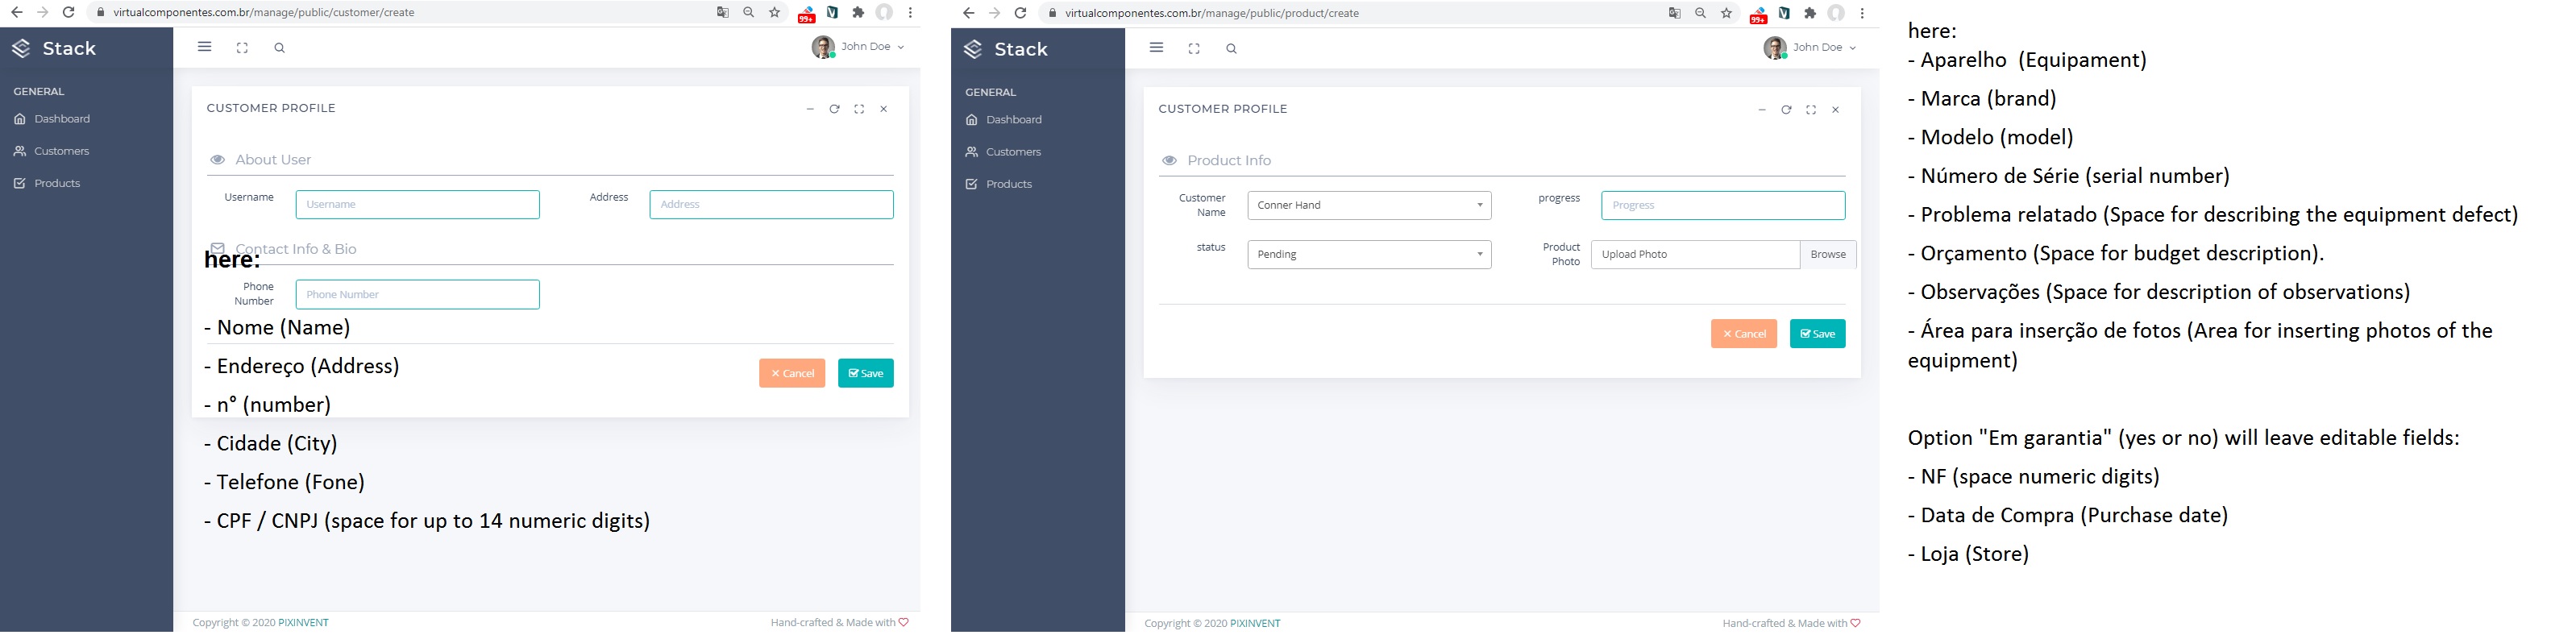 virtualcomponentes.com.br/manage/public/customer/create
99+
Stack
John Doe
GENERAL
Dashboard
Customers
Products
CUSTOMER PROFILE
About User
Username
Username
Address
Address
Contact Info & Bio
here:
Phone
Number
Phone Number
- Nome (Name)
- Endereço (Address)
Cancel
Save
- n° (number)
- Cidade (City)
- Telefone (Fone)
- CPF / CNPJ (space for up to 14 numeric digits)
Copyright © 2020 PIXINVENT
Hand-crafted & Made with
virtualcomponentes.com.br/manage/public/product/create
99+
Stack
John Doe
GENERAL
Dashboard
Customers
Products
CUSTOMER PROFILE
Product Info
Customer
Name
Conner Hand
progress
Progress
status
Pending
Product
Photo
Upload Photo
Browse
Cancel
Save
Copyright © 2020 PIXINVENT
Hand-crafted & Made with
here:
- Aparelho  (Equipament)
- Marca (brand)
- Modelo (model)
- Número de Série (serial number)
- Problema relatado (Space for describing the equipment defect)
- Orçamento (Space for budget description).
- Observações (Space for description of observations)
- Área para inserção de fotos (Area for inserting photos of the
equipment)
Option "Em garantia" (yes or no) will leave editable fields:
- NF (space numeric digits)
- Data de Compra (Purchase date)
- Loja (Store)